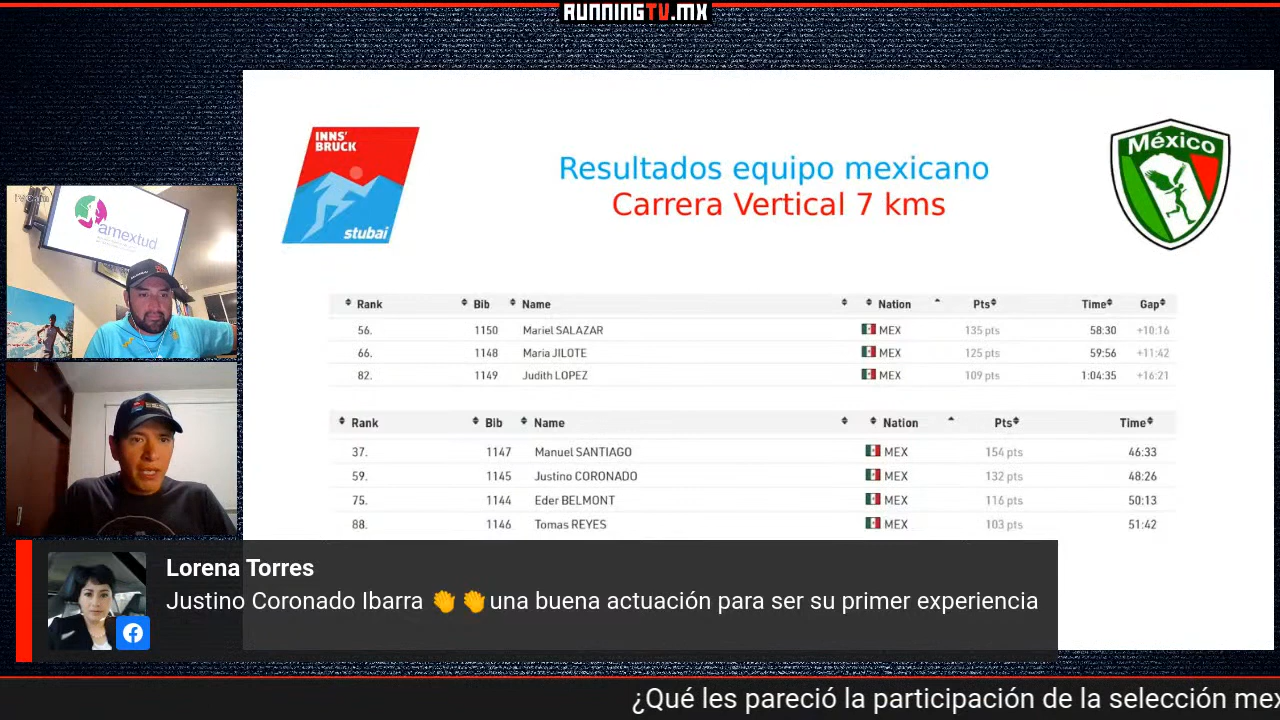 RUNNINGTV.MX
INNS'
BRUCK
stubai
Resultados equipo mexicano
Carrera Vertical 7 kms
México
amextud
Rank Bib Name Nation Pts Time Gap
56. 1150 Mariel SALAZAR MEX 135 pts 58:30 +10:16
66. 1148 Maria JILOTE MEX 125 pts 59:56 +11:42
82. 1149 Judith LOPEZ MEX 109 pts 1:04:35 +16:21
Rank Bib Name Nation Pts Time
37. 1147 Manuel SANTIAGO MEX 154 pts 46:33
59. 1145 Justino CORONADO MEX 132 pts 48:26
75. 1144 Eder BELMONT MEX 116 pts 50:13
88. 1146 Tomas REYES MEX 103 pts 51:42
Lorena Torres
Justino Coronado Ibarra 👏 👏una buena actuación para ser su primer experiencia
¿Qué les pareció la participación de la selección mex